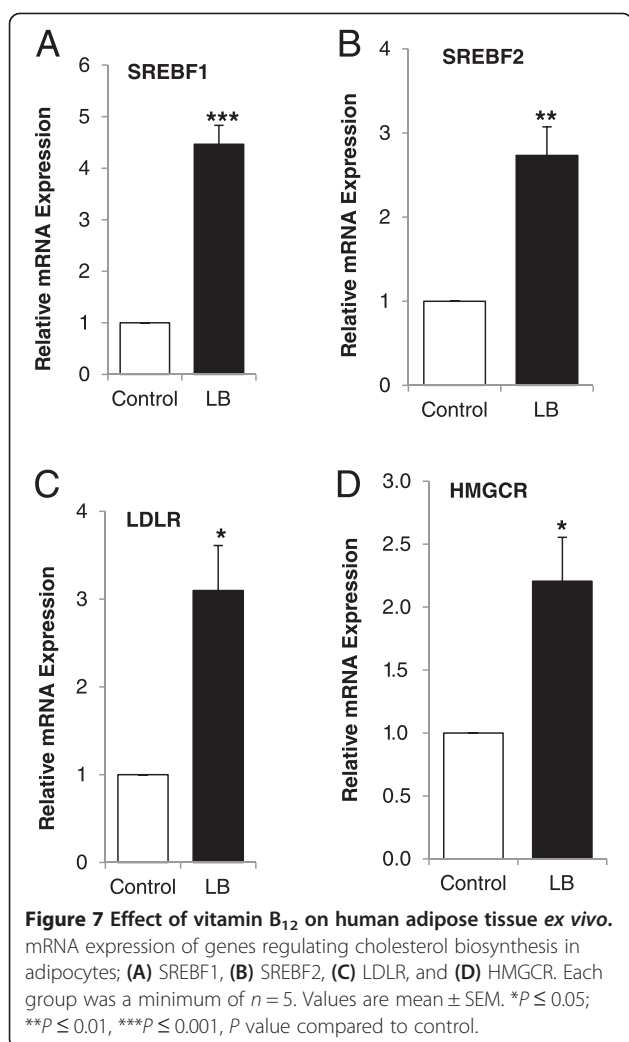 A
SREBF1
Relative mRNA Expression
6
5
4
3
2
1
0
***
Control LB
B
SREBF2
Relative mRNA Expression
4
3
2
1
0
**
Control LB
C
LDLR
Relative mRNA Expression
4
3
2
1
0
*
Control LB
D
HMGCR
Relative mRNA Expression
3.0
2.5
2.0
1.5
1.0
0.5
0.0
*
Control LB
Figure 7 Effect of vitamin B₁₂ on human adipose tissue ex vivo.
mRNA expression of genes regulating cholesterol biosynthesis in
adipocytes; (A) SREBF1, (B) SREBF2, (C) LDLR, and (D) HMGCR. Each
group was a minimum of n = 5. Values are mean ± SEM. *P ≤ 0.05;
**P ≤ 0.01, ***P ≤ 0.001, P value compared to control.